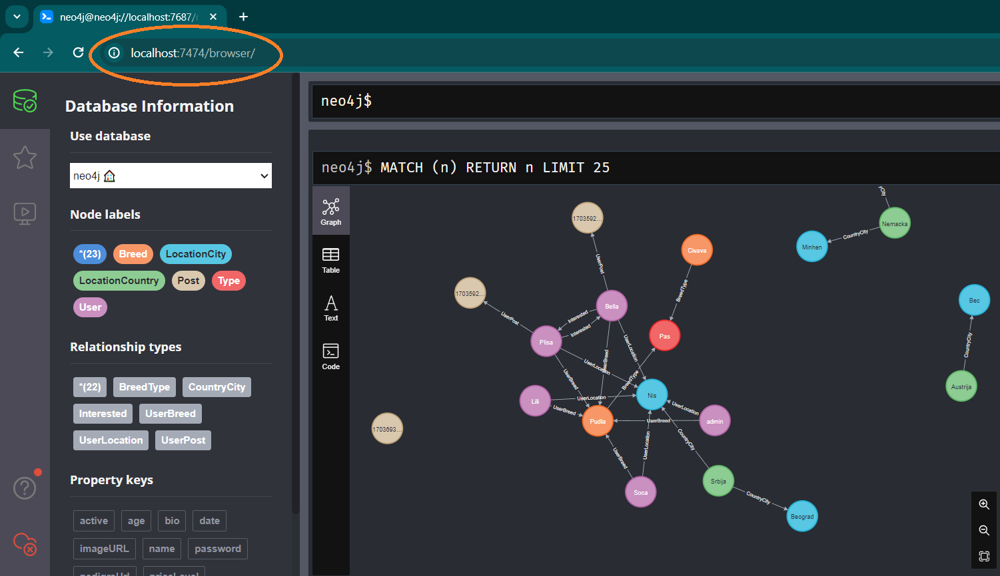 neo4j@neo4j://localhost:7687/
localhost:7474/browser/
Database Information
Use database
neo4j
Node labels
*(23) Breed LocationCity
LocationCountry Post Type
User
Relationship types
*(22) BreedType CountryCity
Interested UserBreed
UserLocation UserPost
Property keys
active age bio date
imageURL name password
neo4j$
neo4j$ MATCH (n) RETURN n LIMIT 25
Graph
Table
Text
Code
1703592...
UserPost
1703592...
UserPost
Bella
Interested
Interested
Plisa
UserLocation
UserLocation
UserBreed
UserBreed
Civava
BreedType
Pas
BreedType
Lili
UserLocation
UserBreed
Nis
Pudla
UserLocation
UserBreed
admin
1703693...
UserBreed
UserLocation
Soca
CountryCity
Srbija
CountryCity
Beograd
Nemacka
CountryCity
Minhen
Bec
CountryCity
Austrija